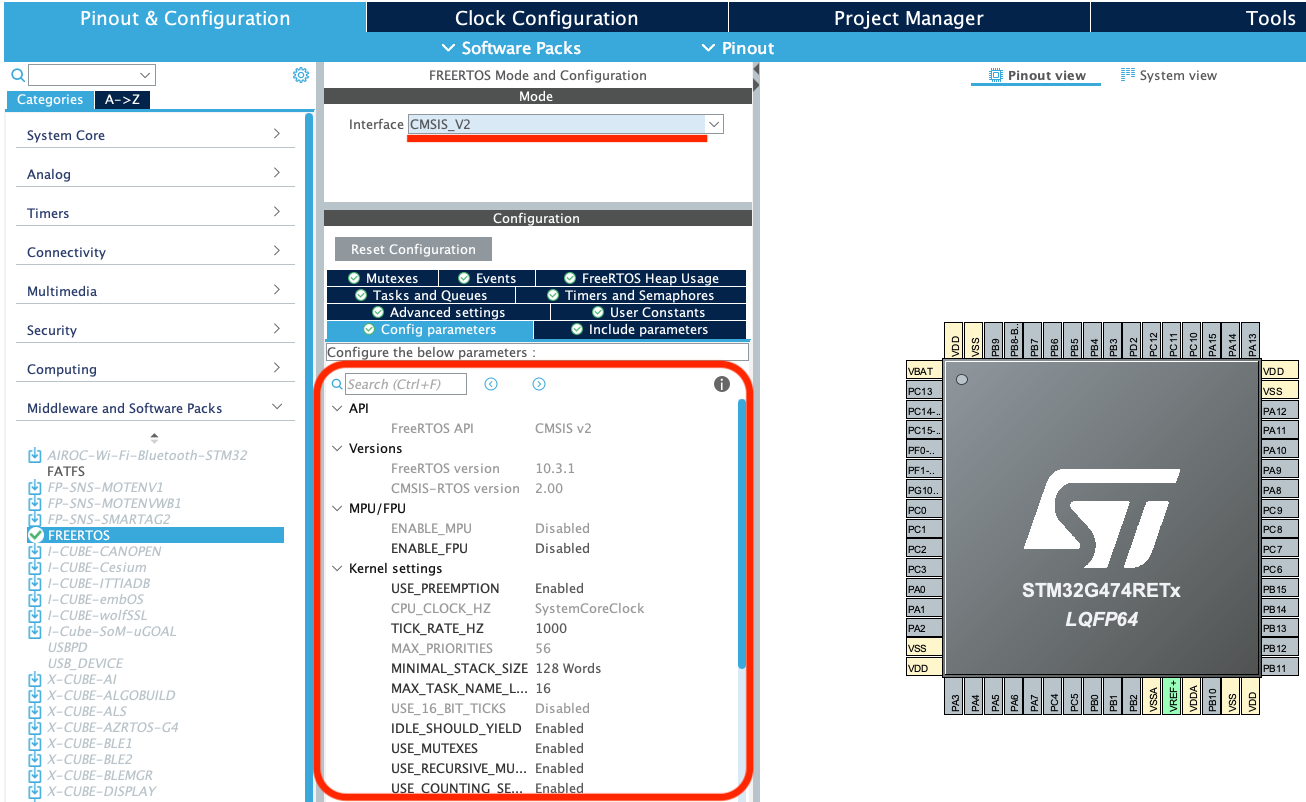 Pinout & Configuration
Clock Configuration
Project Manager
Tools
Software Packs
Pinout
Categories
A->Z
System Core
Analog
Timers
Connectivity
Multimedia
Security
Computing
Middleware and Software Packs
AIROC-Wi-Fi-Bluetooth-STM32
FATFS
FP-SNS-MOTENV1
FP-SNS-MOTENVWB1
FP-SNS-SMARTAG2
FREERTOS
I-CUBE-CANOPEN
I-CUBE-Cesium
I-CUBE-ITTIADB
I-CUBE-embOS
I-CUBE-wolfSSL
I-Cube-SoM-uGOAL
USBPD
USB_DEVICE
X-CUBE-AI
X-CUBE-ALGOBUILD
X-CUBE-ALS
X-CUBE-AZRTOS-G4
X-CUBE-BLE1
X-CUBE-BLE2
X-CUBE-BLEMGR
X-CUBE-DISPLAY
FREERTOS Mode and Configuration
Mode
Interface CMSIS_V2
Configuration
Reset Configuration
Mutexes Events FreeRTOS Heap Usage
Tasks and Queues Timers and Semaphores
Advanced settings User Constants
Config parameters Include parameters
Configure the below parameters :
Search (Ctrl+F)
API
FreeRTOS API CMSIS v2
Versions
FreeRTOS version 10.3.1
CMSIS-RTOS version 2.00
MPU/FPU
ENABLE_MPU Disabled
ENABLE_FPU Disabled
Kernel settings
USE_PREEMPTION Enabled
CPU_CLOCK_HZ SystemCoreClock
TICK_RATE_HZ 1000
MAX_PRIORITIES 56
MINIMAL_STACK_SIZE 128 Words
MAX_TASK_NAME_L... 16
USE_16_BIT_TICKS Disabled
IDLE_SHOULD_YIELD Enabled
USE_MUTEXES Enabled
USE_RECURSIVE_MU... Enabled
USE_COUNTING_SE... Enabled
Pinout view
System view
VDD
VSS
PB9
PB8-B..
PB7
PB6
PB5
PB4
PB3
PD2
PC12
PC11
PC10
PA15
PA14
PA13
VBAT
PC13
PC14-..
PC15-..
PF0-..
PF1-..
PG10..
PC0
PC1
PC2
PC3
PA0
PA1
PA2
VSS
VDD
ST
STM32G474RETx
LQFP64
VDD
VSS
PA12
PA11
PA10
PA9
PA8
PC9
PC8
PC7
PC6
PB15
PB14
PB13
PB12
PB11
PA3
PA4
PA5
PA6
PA7
PC4
PC5
PB0
PB1
PB2
VSSA
VREF+
VDDA
PB10
VSS
VDD